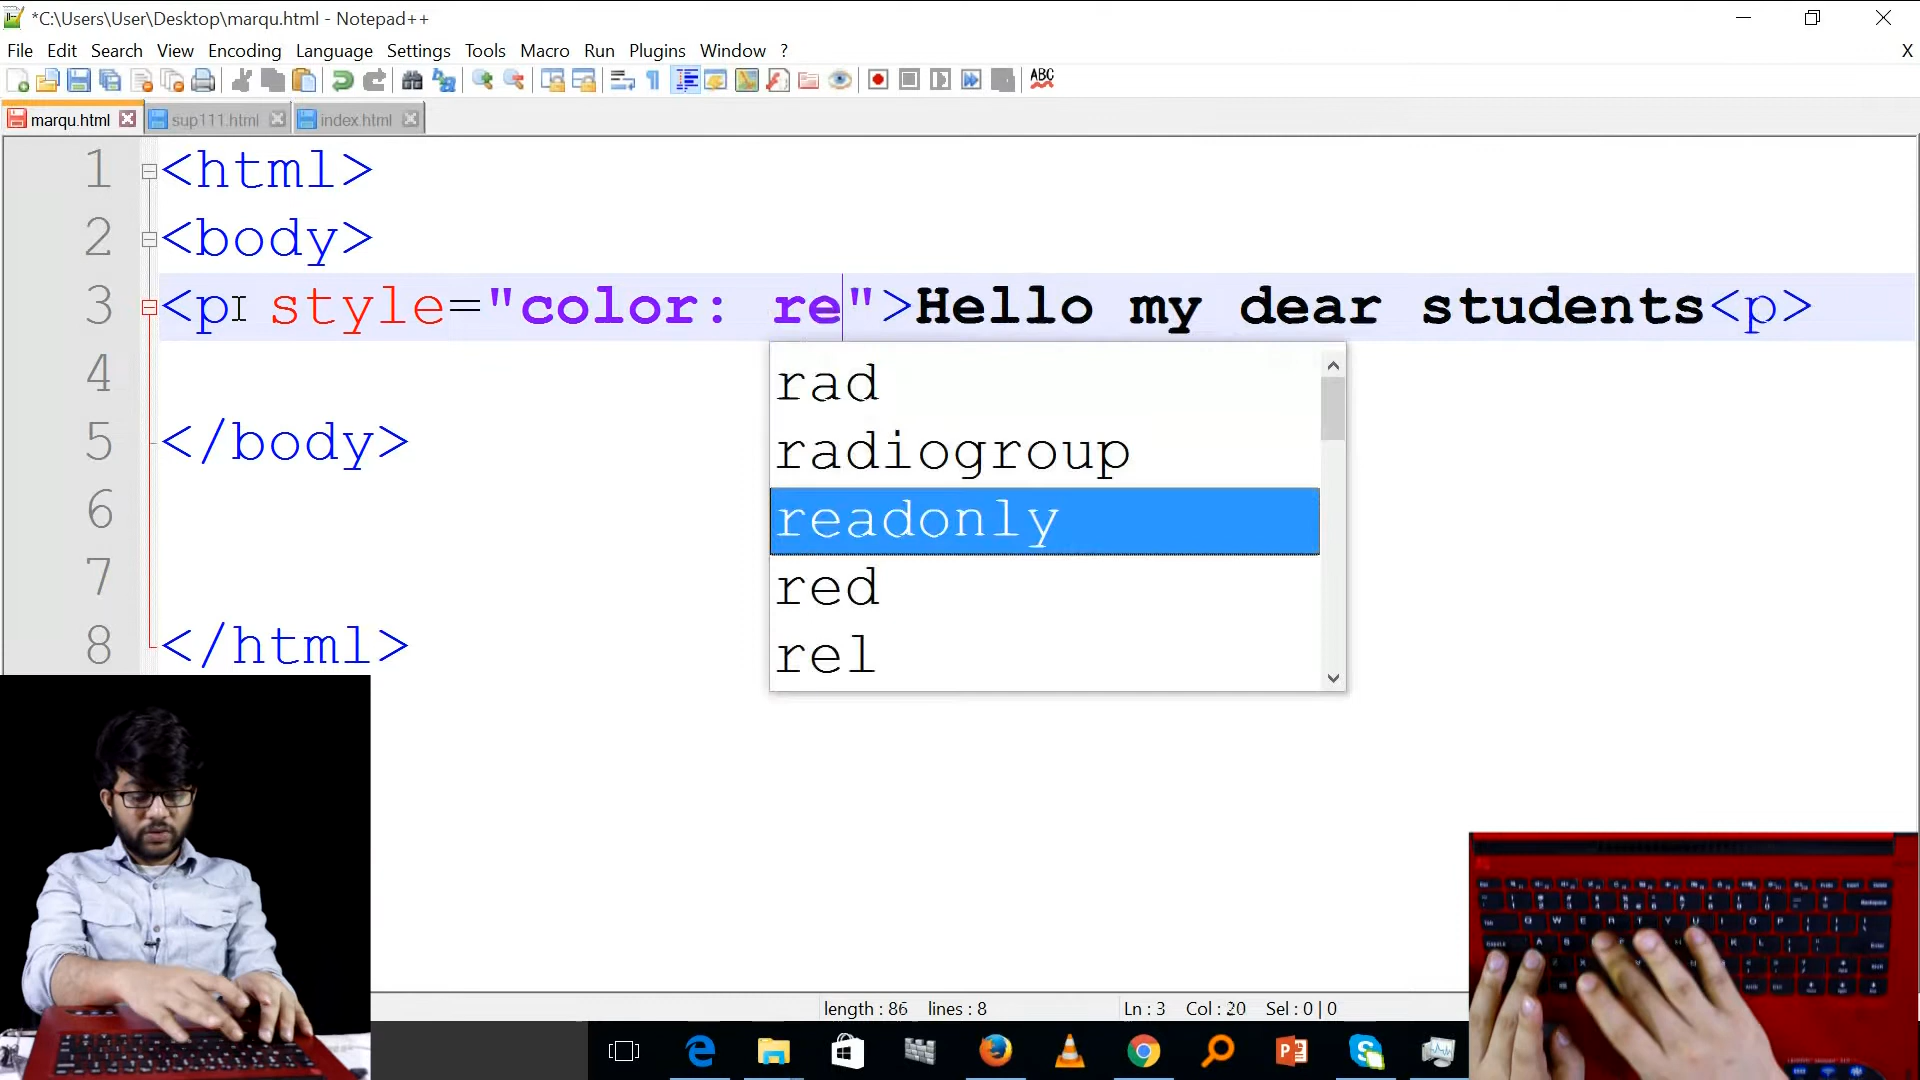 *C:\Users\User\Desktop\marqu.html - Notepad++
File Edit Search View Encoding Language Settings Tools Macro Run Plugins Window ? X
ABC
marqu.html sup111.html index.html
1 <html>
2 <body>
3 <p style="color: re">Hello my dear students<p>
4
5 </body>
6
7
8 </html>
rad
radiogroup
readonly
red
rel
length : 86 lines : 8 Ln : 3 Col : 20 Sel : 0 | 0